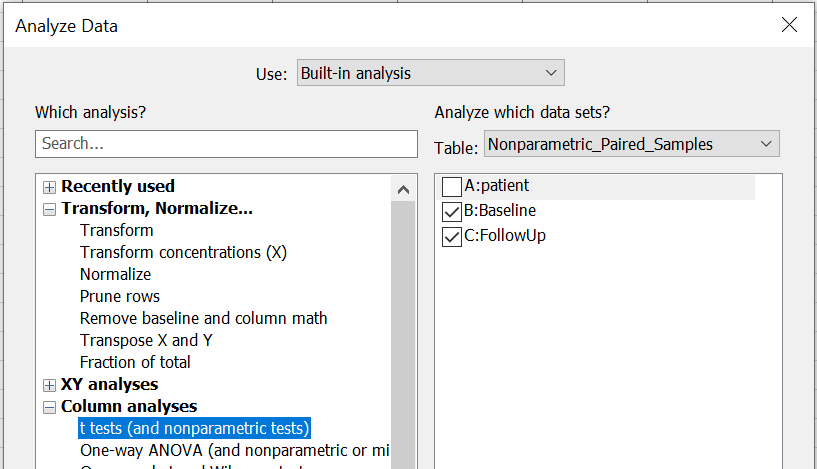 Analyze Data
Use: Built-in analysis
Which analysis?
Search...
Recently used
Transform, Normalize...
Transform
Transform concentrations (X)
Normalize
Prune rows
Remove baseline and column math
Transpose X and Y
Fraction of total
XY analyses
Column analyses
t tests (and nonparametric tests)
One-way ANOVA (and nonparametric or mi
Analyze which data sets?
Table: Nonparametric_Paired_Samples
A:patient
B:Baseline
C:FollowUp